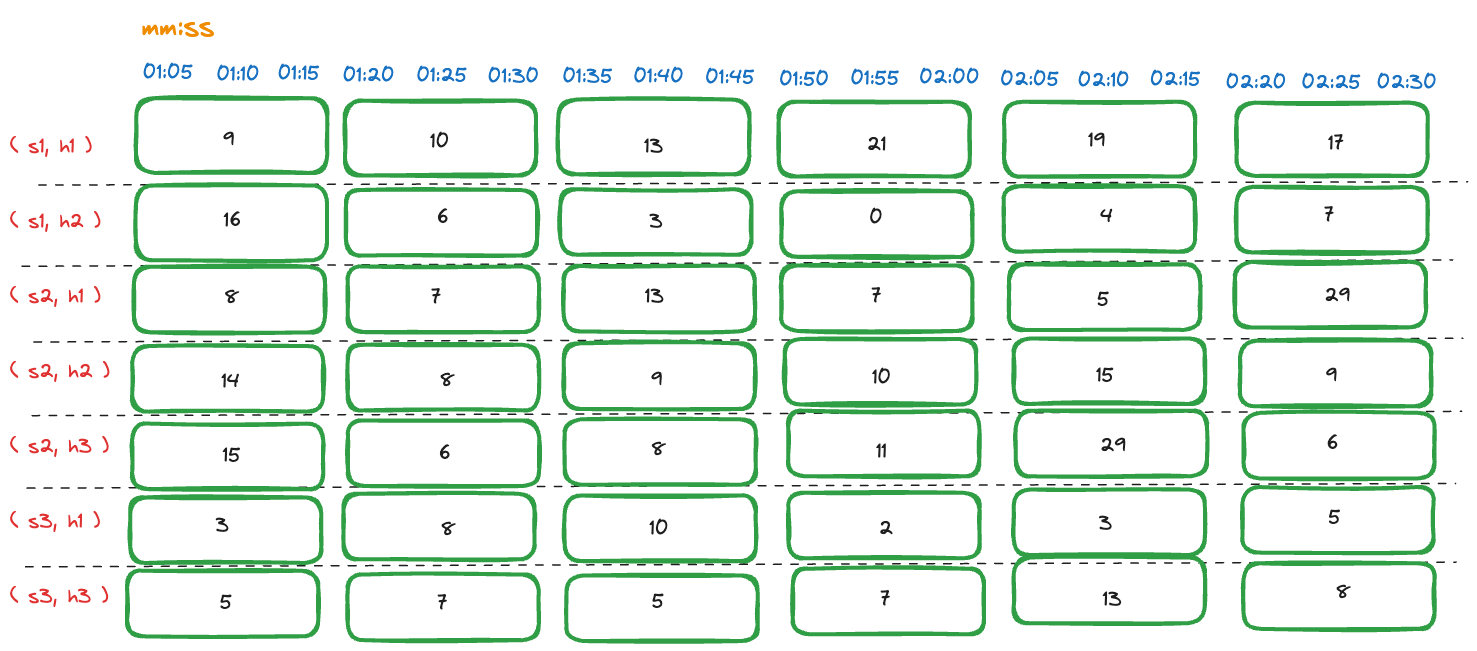 mm:SS
01:05 01:10 01:15 01:20 01:25 01:30 01:35 01:40 01:45 01:50 01:55 02:00 02:05 02:10 02:15 02:20 02:25 02:30
( s1, h1 ) 9 10 13 21 19 17
( s1, h2 ) 16 6 3 0 4 7
( s2, h1 ) 8 7 13 7 5 29
( s2, h2 ) 14 8 9 10 15 9
( s2, h3 ) 15 6 8 11 29 6
( s3, h1 ) 3 8 10 2 3 5
( s3, h3 ) 5 7 5 7 13 8